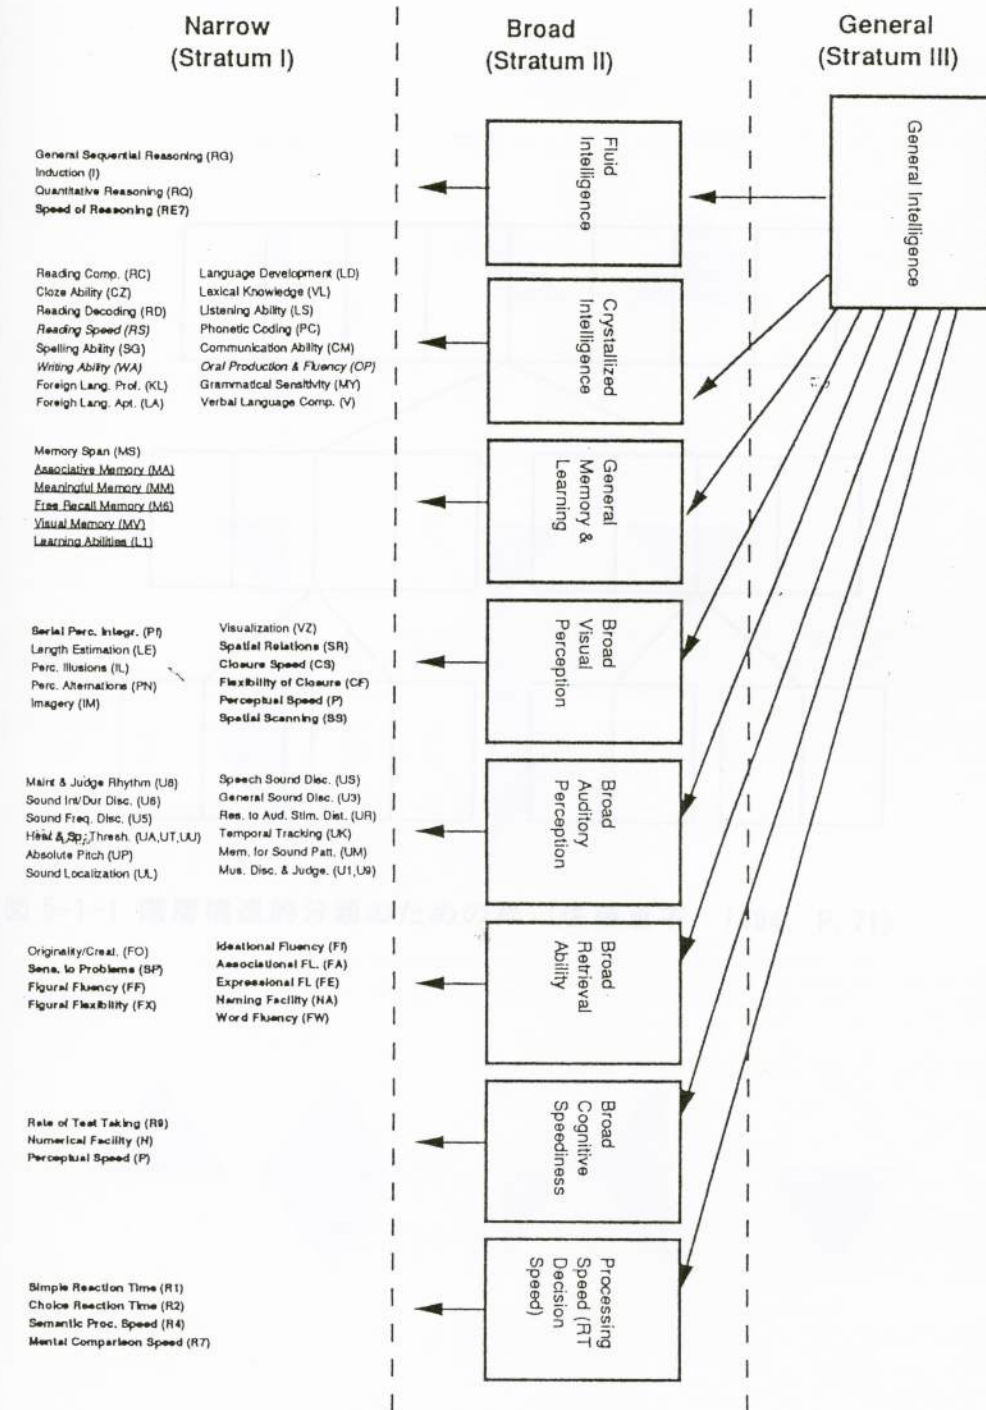 Narrow
(Stratum I)
Broad
(Stratum II)
General
(Stratum III)
General Intelligence
Fluid
Intelligence
General Sequential Reasoning (RG)
Induction (I)
Quantitative Reasoning (RQ)
Speed of Reasoning (RE7)
Crystallized
Intelligence
Reading Comp. (RC)
Cloze Ability (CZ)
Reading Decoding (RD)
Reading Speed (RS)
Spelling Ability (SG)
Writing Ability (WA)
Foreign Lang. Prof. (KL)
Foreigh Lang. Apt. (LA)
Language Development (LD)
Lexical Knowledge (VL)
Listening Ability (LS)
Phonetic Coding (PC)
Communication Ability (CM)
Oral Production & Fluency (OP)
Grammatical Sensitivity (MY)
Verbal Language Comp. (V)
General
Memory &
Learning
Memory Span (MS)
Associative Memory (MA)
Meaningful Memory (MM)
Free Recall Memory (M6)
Visual Memory (MV)
Learning Abilities (L1)
Broad
Visual
Perception
Serial Perc. Integr. (PI)
Length Estimation (LE)
Perc. Illusions (IL)
Perc. Alternations (PN)
Imagery (IM)
Visualization (VZ)
Spatial Relations (SR)
Closure Speed (CS)
Flexibility of Closure (CF)
Perceptual Speed (P)
Spatial Scanning (SS)
Broad
Auditory
Perception
Maint & Judge Rhythm (U8)
Sound Int/Dur Disc. (U6)
Sound Freq. Disc. (U5)
Hear & Sp. Thresh. (UA,UT,UU)
Absolute Pitch (UP)
Sound Localization (UL)
Speech Sound Disc. (US)
General Sound Disc. (U3)
Res. to Aud. Stim. Dist. (UR)
Temporal Tracking (UK)
Mem. for Sound Patt. (UM)
Mus. Disc. & Judge. (U1,U9)
Broad
Retrieval
Ability
Originality/Creat. (FO)
Sens. to Problems (SP)
Figural Fluency (FF)
Figural Flexibility (FX)
Ideational Fluency (FI)
Associational FL. (FA)
Expressional FL (FE)
Naming Facility (NA)
Word Fluency (FW)
Broad
Cognitive
Speediness
Rate of Test Taking (R9)
Numerical Facility (N)
Perceptual Speed (P)
Processing
Speed (RT
Decision
Speed)
Simple Reaction Time (R1)
Choice Reaction Time (R2)
Semantic Proc. Speed (R4)
Mental Comparison Speed (R7)